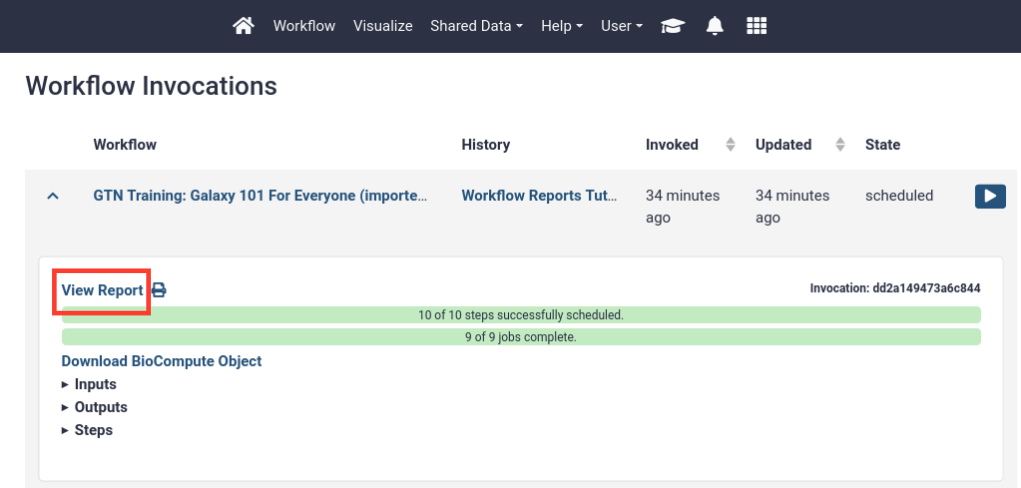 Workflow Visualize Shared Data Help User
Workflow Invocations
Workflow History Invoked Updated State
GTN Training: Galaxy 101 For Everyone (importe... Workflow Reports Tut... 34 minutes ago 34 minutes ago scheduled
View Report Invocation: dd2a149473a6c844
10 of 10 steps successfully scheduled.
9 of 9 jobs complete.
Download BioCompute Object
Inputs
Outputs
Steps